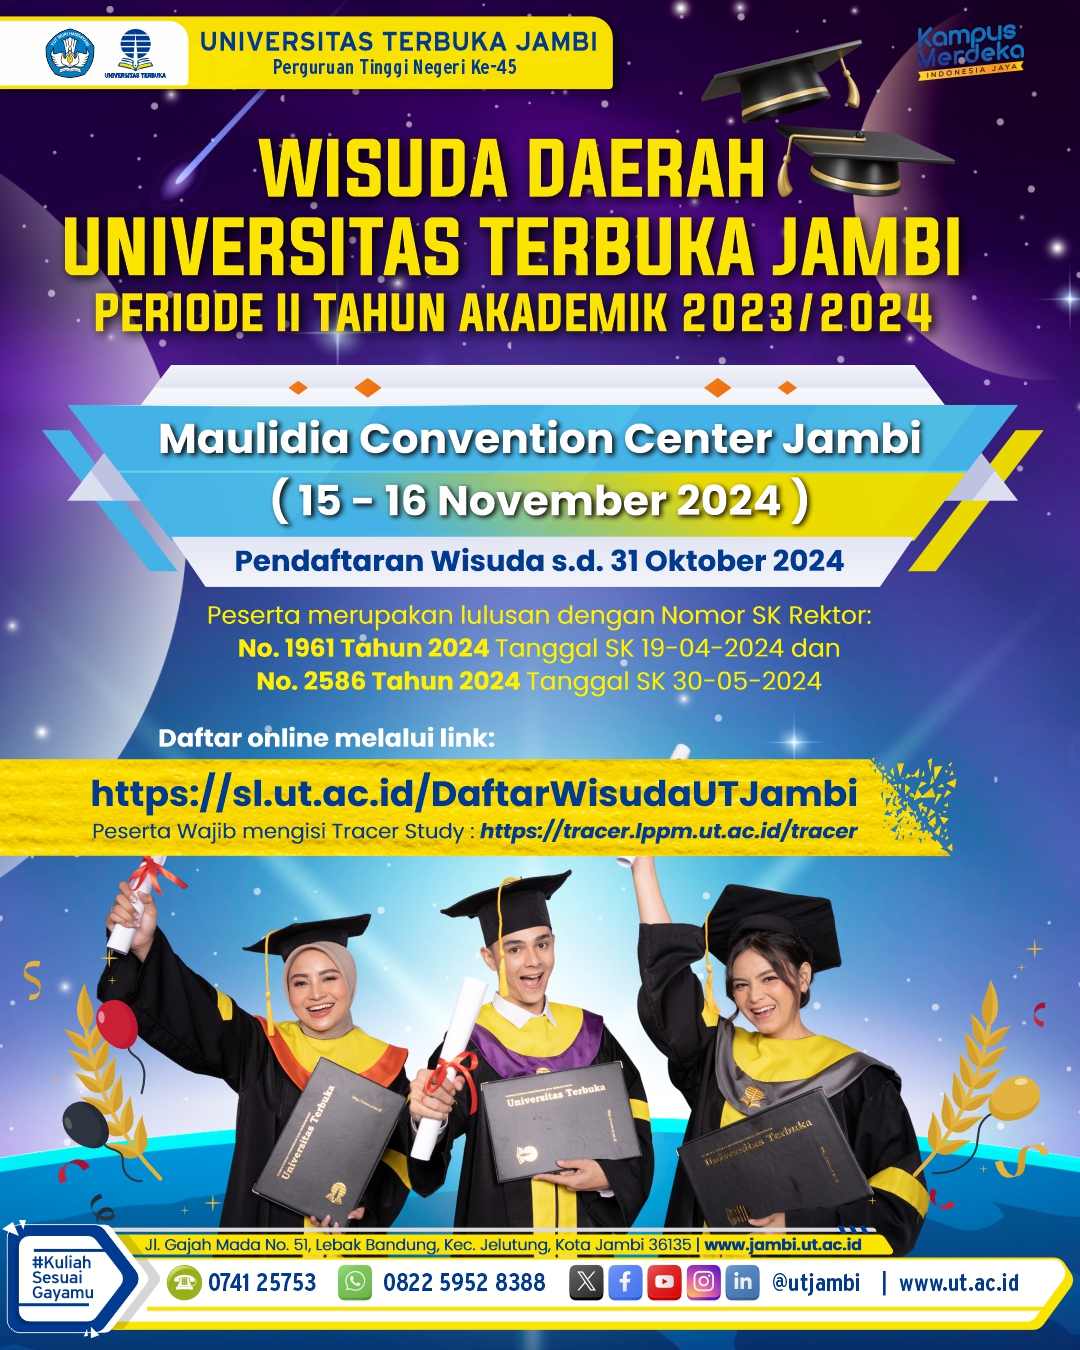 UNIVERSITAS TERBUKA
UNIVERSITAS TERBUKA JAMBI
Perguruan Tinggi Negeri Ke-45
Kampus
Merdeka
INDONESIA JAYA
WISUDA DAERAH
UNIVERSITAS TERBUKA JAMBI
PERIODE II TAHUN AKADEMIK 2023/2024
Maulidia Convention Center Jambi
( 15 - 16 November 2024 )
Pendaftaran Wisuda s.d. 31 Oktober 2024
Peserta merupakan lulusan dengan Nomor SK Rektor:
No. 1961 Tahun 2024 Tanggal SK 19-04-2024 dan
No. 2586 Tahun 2024 Tanggal SK 30-05-2024
Daftar online melalui link:
https://sl.ut.ac.id/DaftarWisudaUTJambi
Peserta Wajib mengisi Tracer Study : https://tracer.lppm.ut.ac.id/tracer
Universitas Terbuka
Universitas Terbuka
Universitas Terbuka
Jl. Gajah Mada No. 51, Lebak Bandung, Kec. Jelutung, Kota Jambi 36135 | www.jambi.ut.ac.id
#Kuliah
Sesuai
Gayamu
0741 25753
0822 5952 8388
@utjambi | www.ut.ac.id